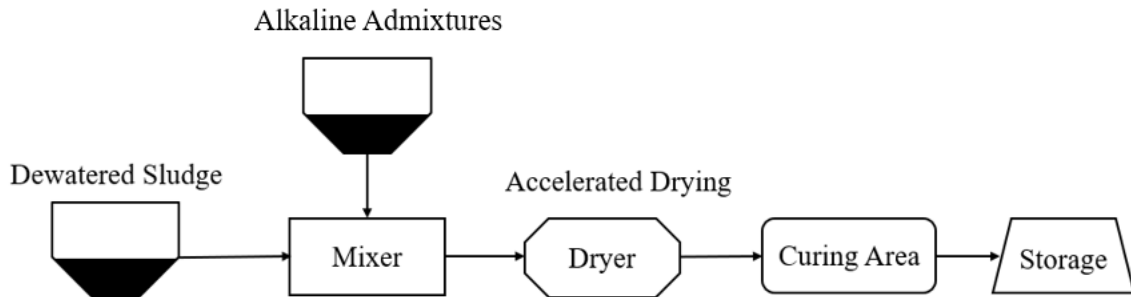 Alkaline Admixtures
Dewatered Sludge
Accelerated Drying
Mixer
Dryer
Curing Area
Storage